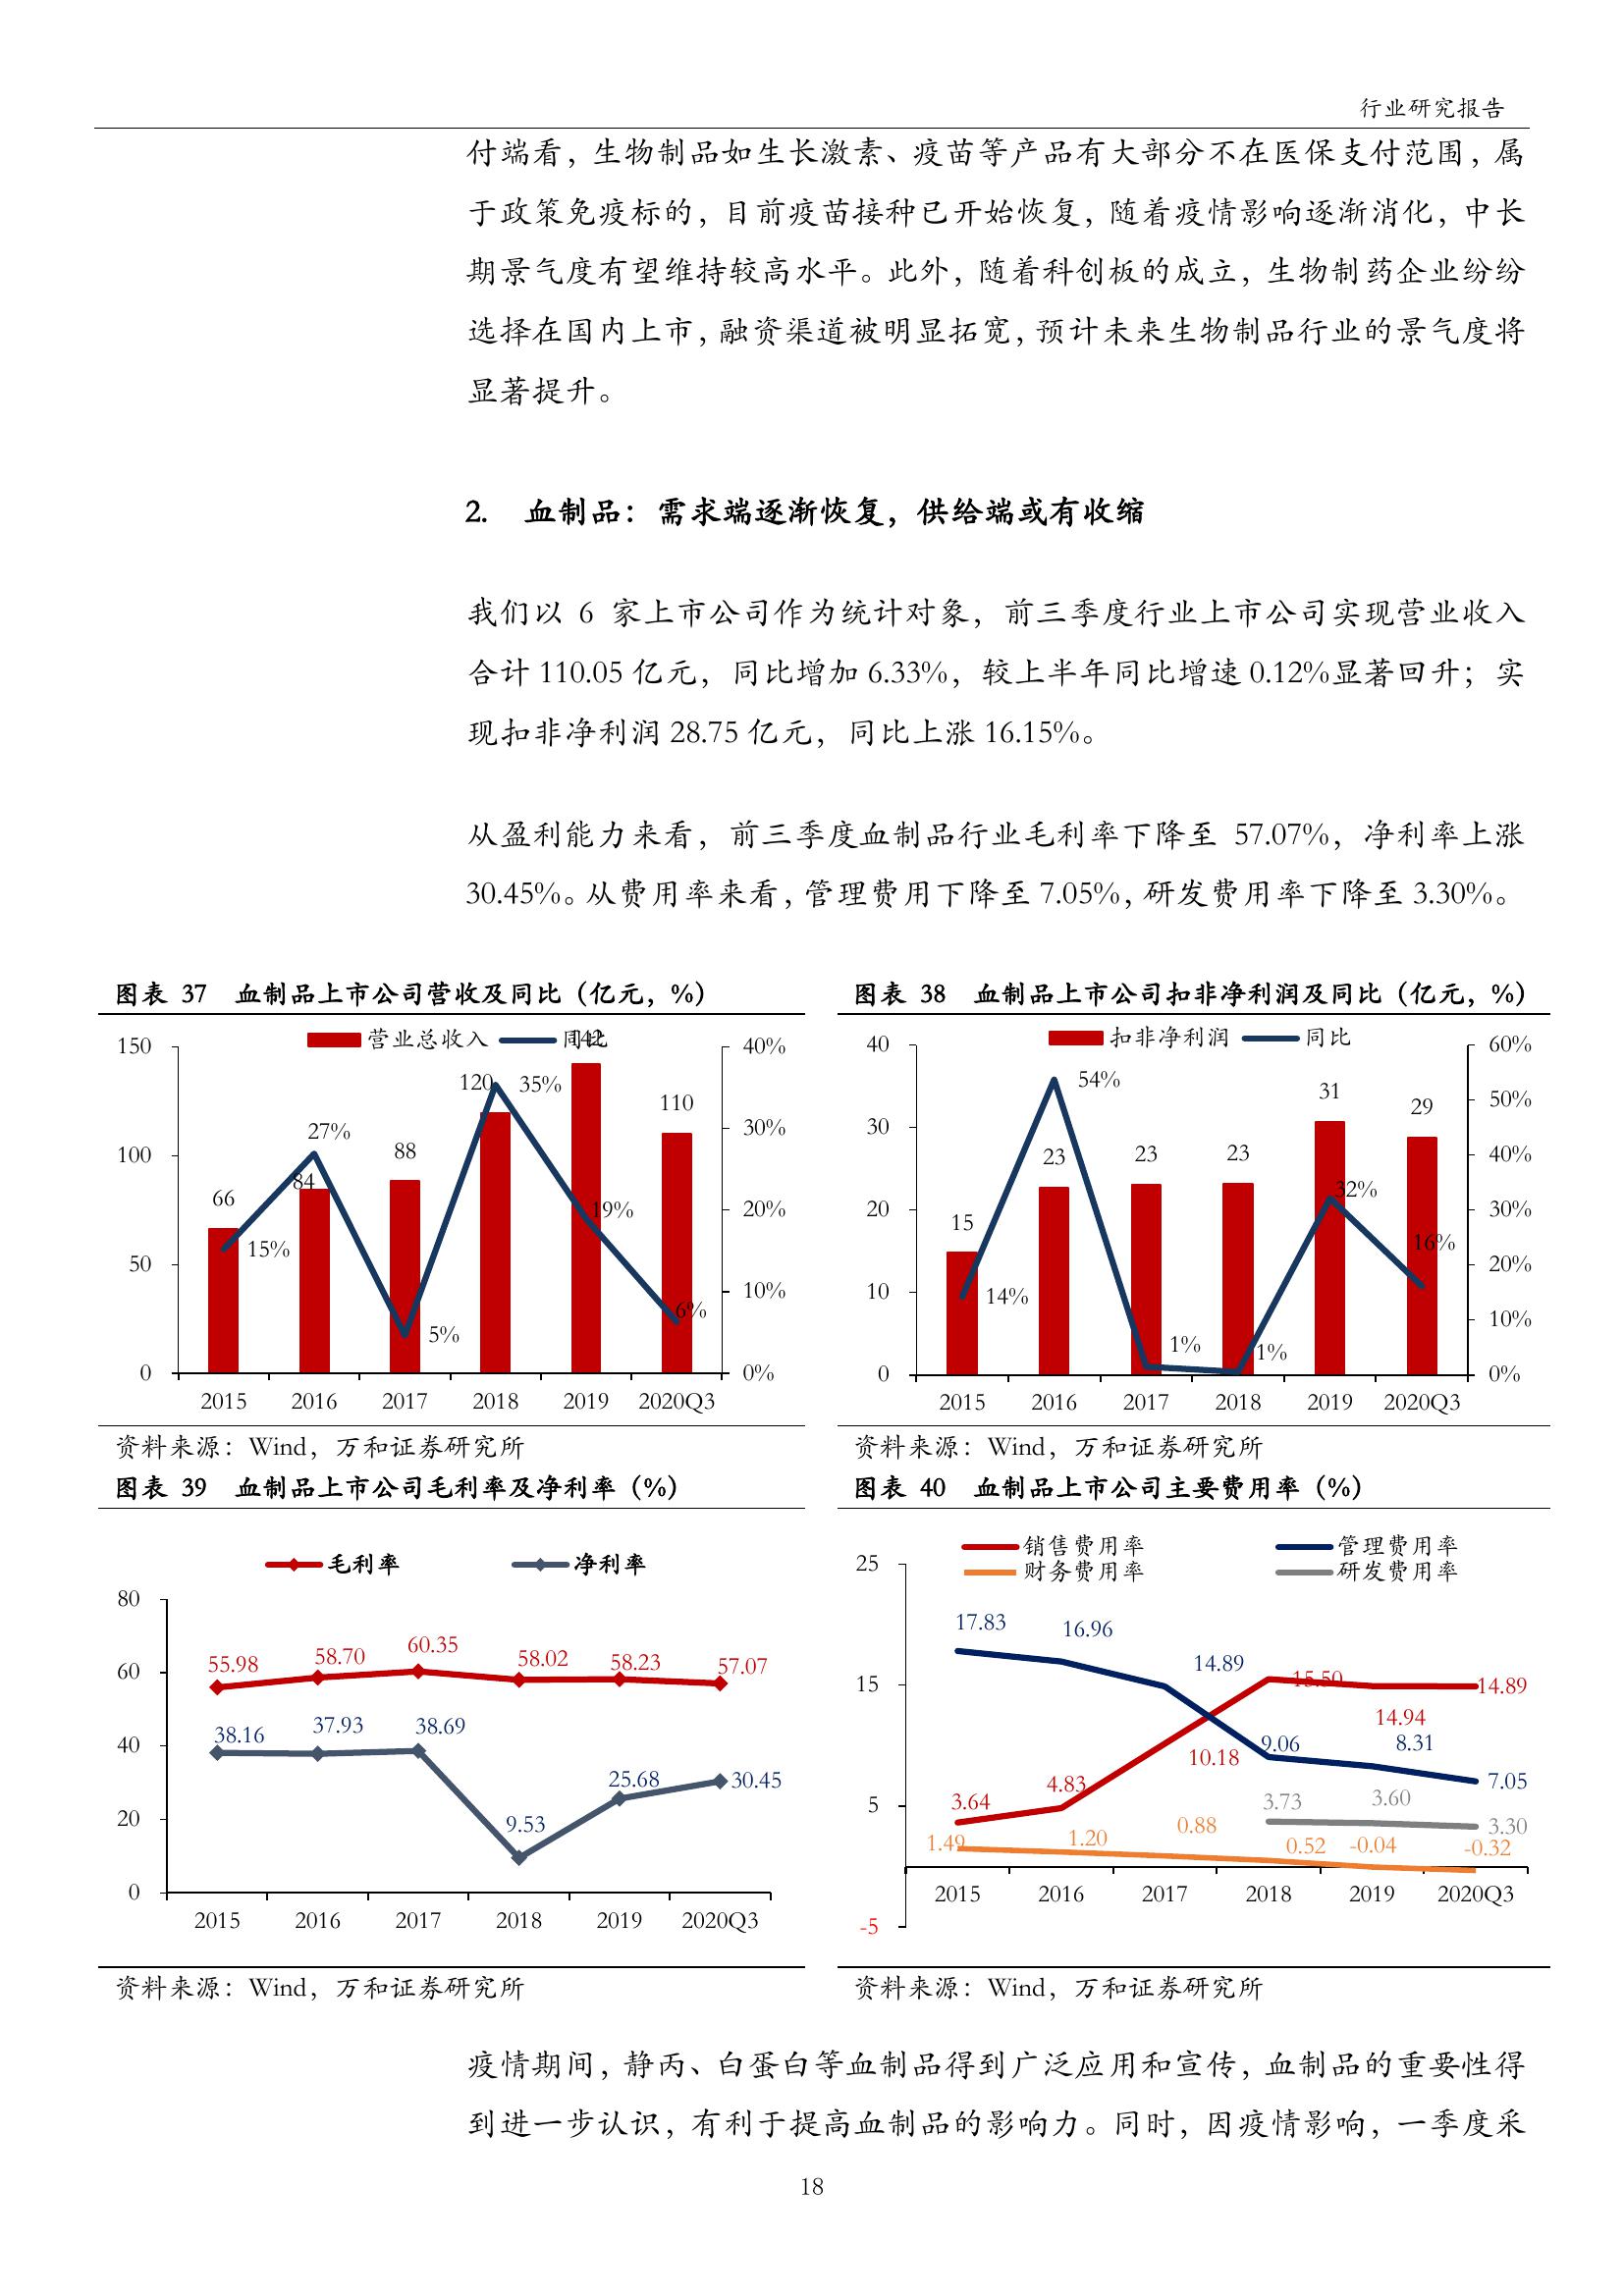 行业研究报告
付端看，生物制品如生长激素、疫苗等产品有大部分不在医保支付范围，属
于政策免疫标的，目前疫苗接种已开始恢复，随着疫情影响逐渐消化，中长
期景气度有望维持较高水平。此外，随着科创板的成立，生物制药企业纷纷
选择在国内上市，融资渠道被明显拓宽，预计未来生物制品行业的景气度将
显著提升。
2. 血制品：需求端逐渐恢复，供给端或有收缩
我们以 6 家上市公司作为统计对象，前三季度行业上市公司实现营业收入
合计 110.05 亿元，同比增加 6.33%，较上半年同比增速 0.12%显著回升；实
现扣非净利润 28.75 亿元，同比上涨 16.15%。
从盈利能力来看，前三季度血制品行业毛利率下降至 57.07%，净利率上涨
30.45%。从费用率来看，管理费用下降至 7.05%，研发费用率下降至 3.30%。
图表 37 血制品上市公司营收及同比（亿元，%）
营业总收入 同比
150
100
50
0
40%
30%
20%
10%
0%
66
84
88
120
142
110
15%
27%
5%
35%
19%
6%
2015 2016 2017 2018 2019 2020Q3
资料来源：Wind，万和证券研究所
图表 38 血制品上市公司扣非净利润及同比（亿元，%）
扣非净利润 同比
40
30
20
10
0
60%
50%
40%
30%
20%
10%
0%
15
23
23
23
31
29
14%
54%
1%
1%
32%
16%
2015 2016 2017 2018 2019 2020Q3
资料来源：Wind，万和证券研究所
图表 39 血制品上市公司毛利率及净利率（%）
毛利率 净利率
80
60
40
20
0
55.98 58.70 60.35 58.02 58.23 57.07
38.16 37.93 38.69 9.53 25.68 30.45
2015 2016 2017 2018 2019 2020Q3
资料来源：Wind，万和证券研究所
图表 40 血制品上市公司主要费用率（%）
销售费用率 管理费用率
财务费用率 研发费用率
25
15
5
-5
17.83 16.96 14.89 9.06 8.31 7.05
3.64 4.83 10.18 15.50 14.94 14.89
3.73 3.60 3.30
1.49 1.20 0.88 0.52 -0.04 -0.32
2015 2016 2017 2018 2019 2020Q3
资料来源：Wind，万和证券研究所
疫情期间，静丙、白蛋白等血制品得到广泛应用和宣传，血制品的重要性得
到进一步认识，有利于提高血制品的影响力。同时，因疫情影响，一季度采
18